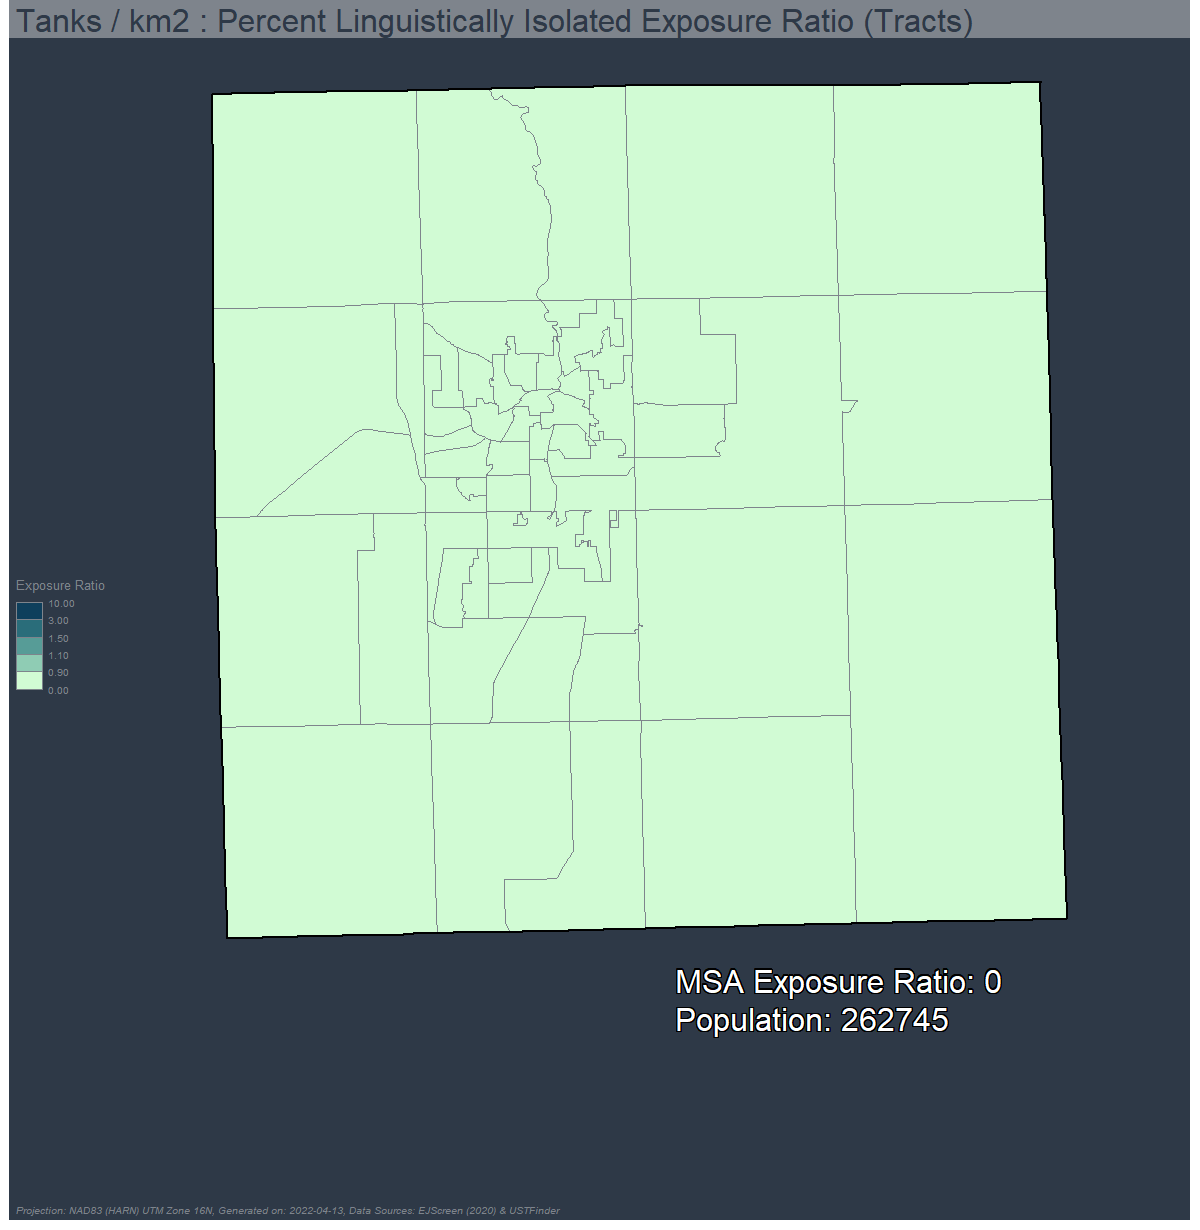 Tanks / km2 : Percent Linguistically Isolated Exposure Ratio (Tracts)
Exposure Ratio
10.00
3.00
1.50
1.10
0.90
0.00
MSA Exposure Ratio: 0
Population: 262745
Projection: NAD83 (HARN) UTM Zone 16N, Generated on: 2022-04-13, Data Sources: EJScreen (2020) & USTFinder